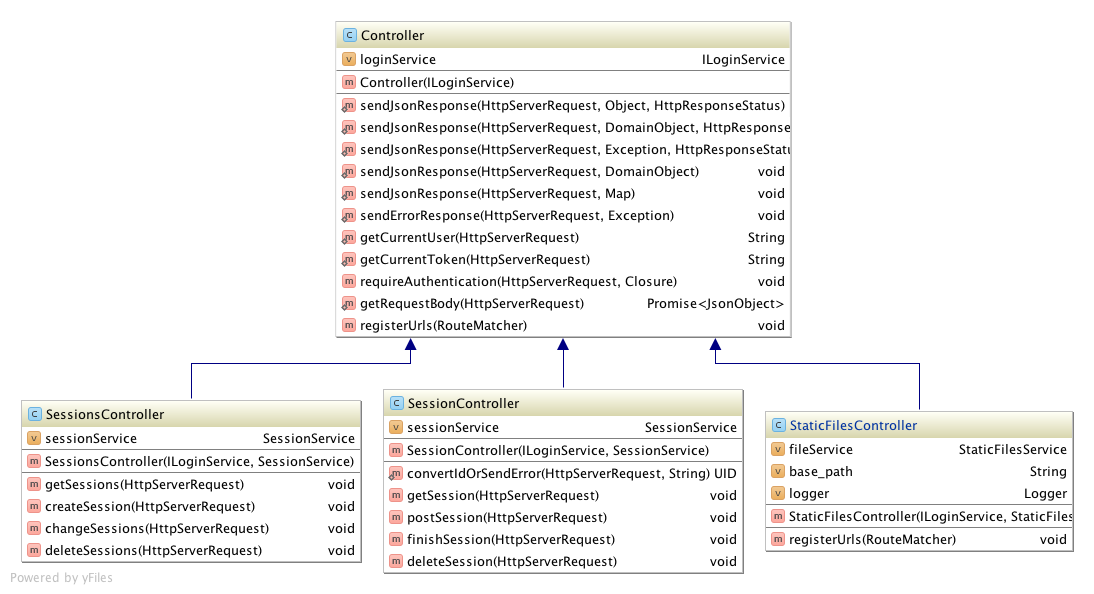 C Controller
v loginService ILoginService
m Controller(ILoginService)
m sendJsonResponse(HttpServerRequest, Object, HttpResponseStatus)
m sendJsonResponse(HttpServerRequest, DomainObject, HttpResponse
m sendJsonResponse(HttpServerRequest, Exception, HttpResponseStatu
m sendJsonResponse(HttpServerRequest, DomainObject) void
m sendJsonResponse(HttpServerRequest, Map) void
m sendErrorResponse(HttpServerRequest, Exception) void
m getCurrentUser(HttpServerRequest) String
m getCurrentToken(HttpServerRequest) String
m requireAuthentication(HttpServerRequest, Closure) void
m getRequestBody(HttpServerRequest) Promise<JsonObject>
m registerUrls(RouteMatcher) void
C SessionsController
v sessionService SessionService
m SessionsController(ILoginService, SessionService)
m getSessions(HttpServerRequest) void
m createSession(HttpServerRequest) void
m changeSessions(HttpServerRequest) void
m deleteSessions(HttpServerRequest) void
C SessionController
v sessionService SessionService
m SessionController(ILoginService, SessionService)
m convertIdOrSendError(HttpServerRequest, String) UID
m getSession(HttpServerRequest) void
m postSession(HttpServerRequest) void
m finishSession(HttpServerRequest) void
m deleteSession(HttpServerRequest) void
C StaticFilesController
v fileService StaticFilesService
v base_path String
v logger Logger
m StaticFilesController(ILoginService, StaticFiles
m registerUrls(RouteMatcher) void
Powered by yFiles